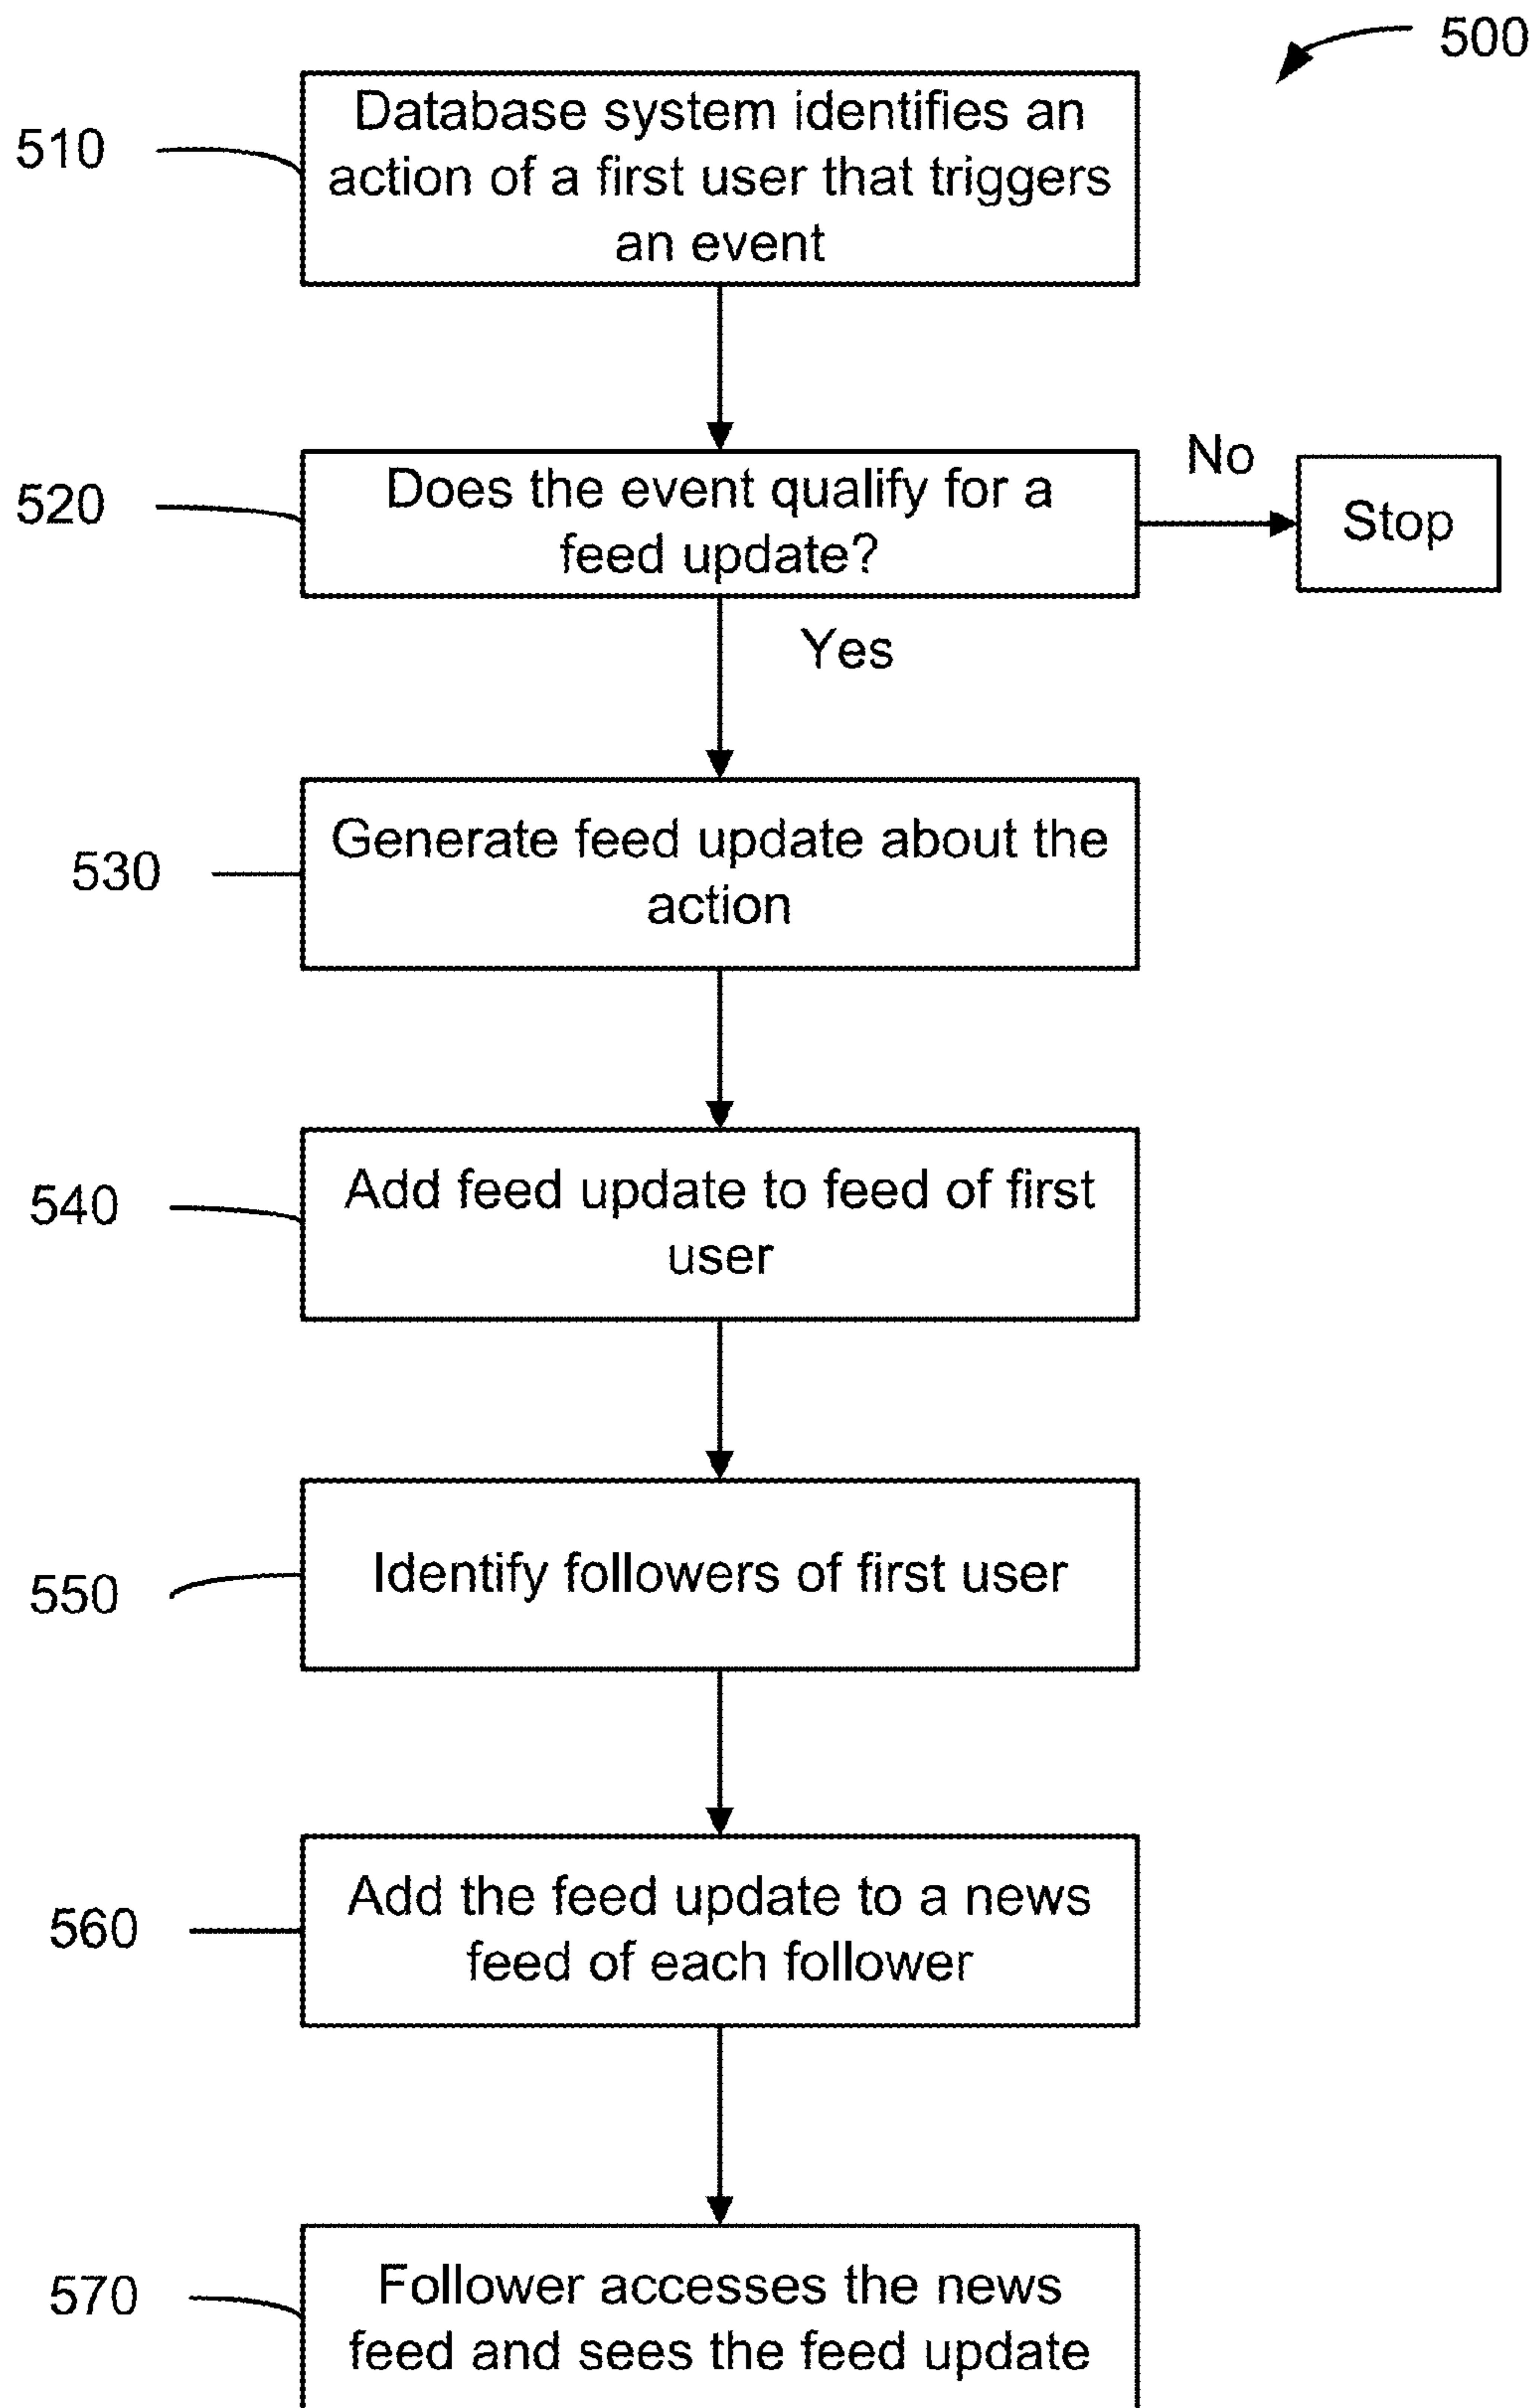 500
510
Database system identifies an
action of a first user that triggers
an event
520
Does the event qualify for a
feed update?
No
Stop
Yes
530
Generate feed update about the
action
540
Add feed update to feed of first
user
550
Identify followers of first user
560
Add the feed update to a news
feed of each follower
570
Follower accesses the news
feed and sees the feed update